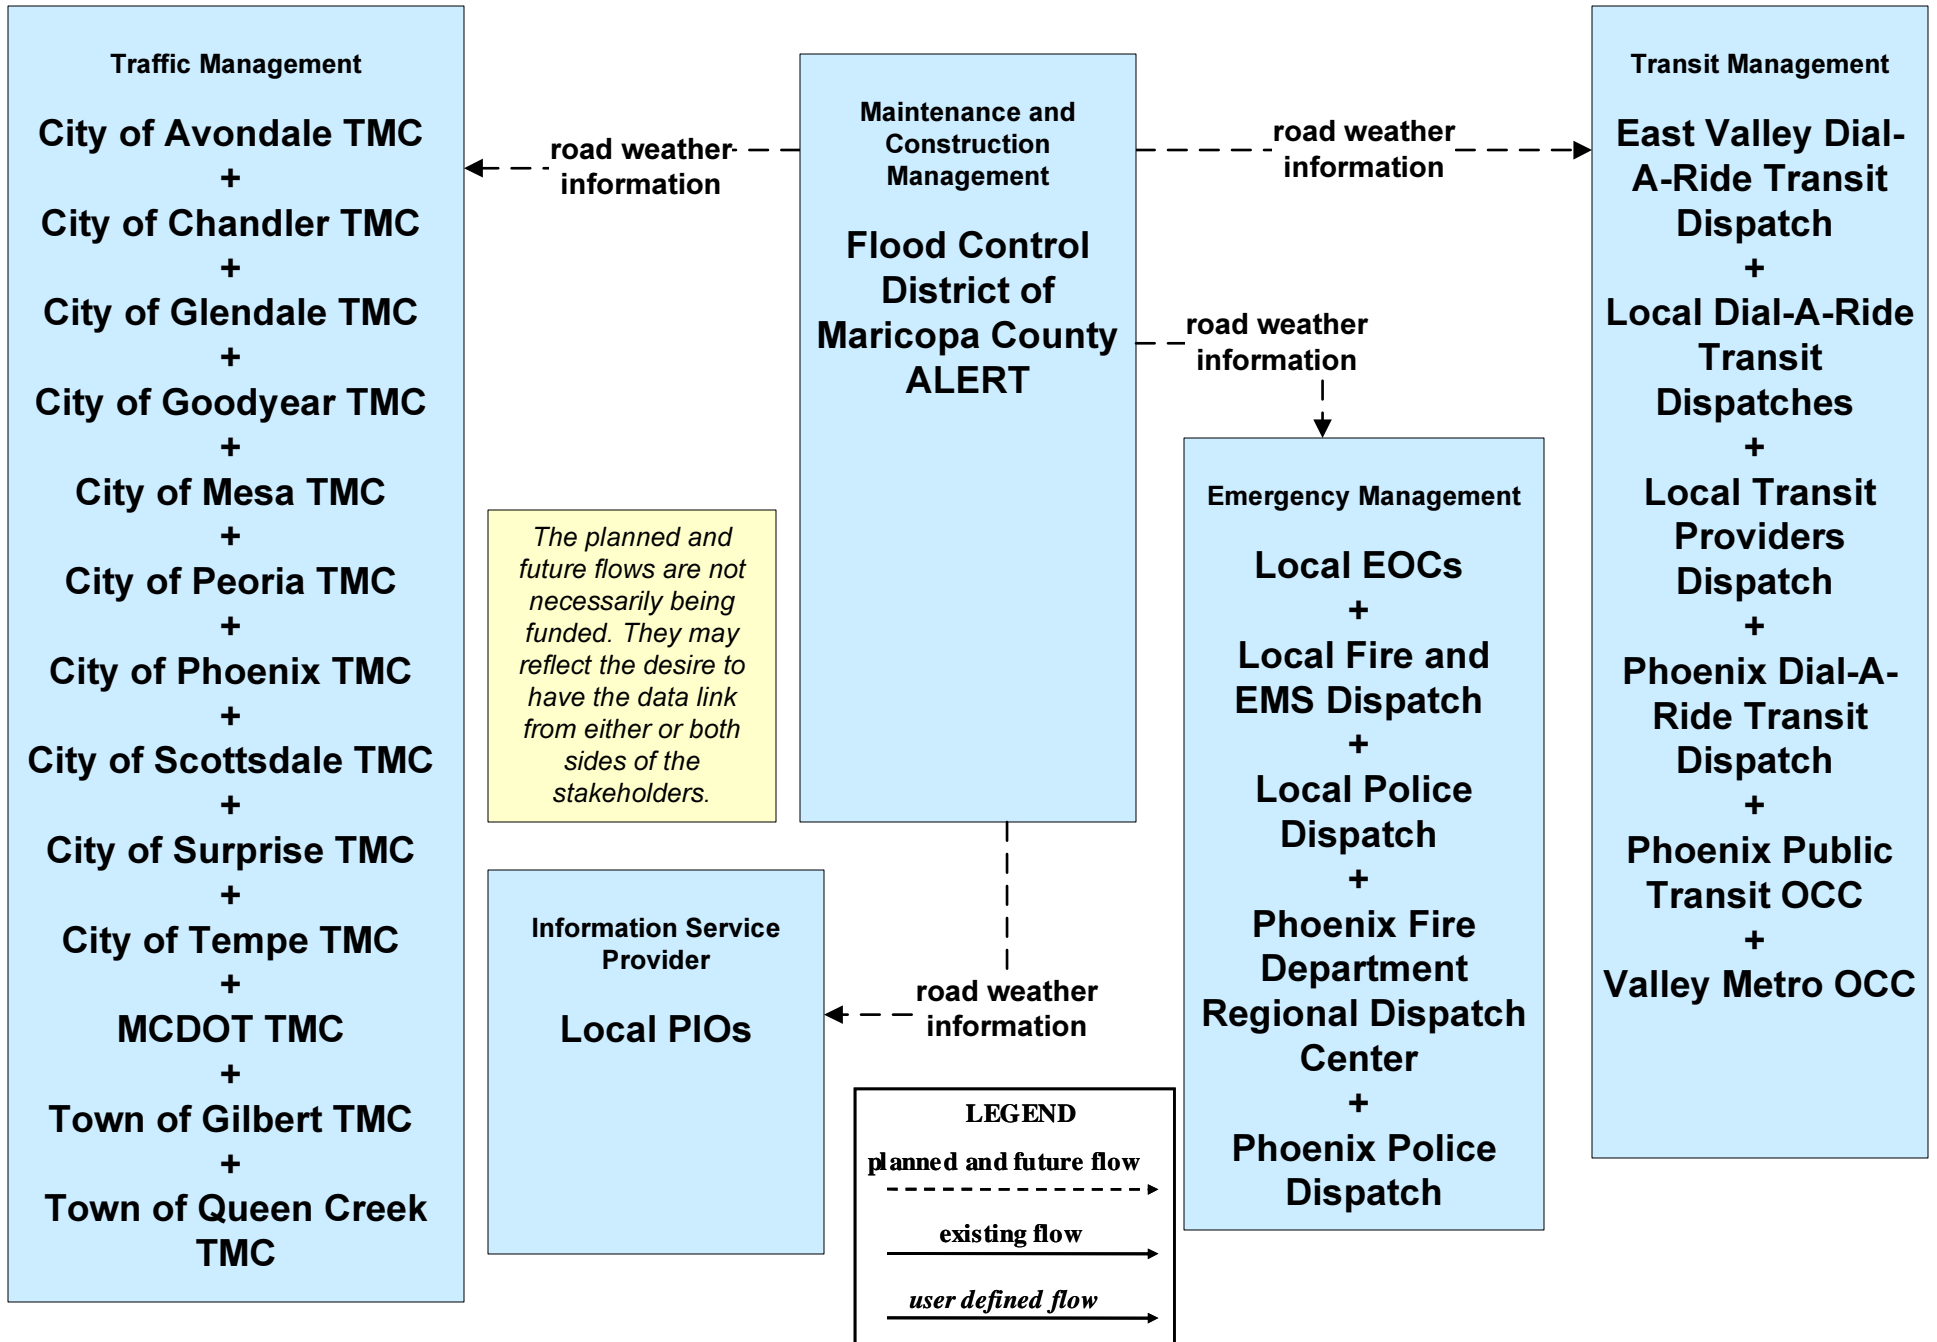 Traffic Management
City of Avondale TMC
+
City of Chandler TMC
+
City of Glendale TMC
+
City of Goodyear TMC
+
City of Mesa TMC
+
City of Peoria TMC
+
City of Phoenix TMC
+
City of Scottsdale TMC
+
City of Surprise TMC
+
City of Tempe TMC
+
MCDOT TMC
+
Town of Gilbert TMC
+
Town of Queen Creek
TMC
road weather
information
Maintenance and
Construction
Management
Flood Control
District of
Maricopa County
ALERT
road weather
information
road weather
information
The planned and
future flows are not
necessarily being
funded. They may
reflect the desire to
have the data link
from either or both
sides of the
stakeholders.
Information Service
Provider
Local PIOs
road weather
information
Emergency Management
Local EOCs
+
Local Fire and
EMS Dispatch
+
Local Police
Dispatch
+
Phoenix Fire
Department
Regional Dispatch
Center
+
Phoenix Police
Dispatch
Transit Management
East Valley Dial-
A-Ride Transit
Dispatch
+
Local Dial-A-Ride
Transit
Dispatches
+
Local Transit
Providers
Dispatch
+
Phoenix Dial-A-
Ride Transit
Dispatch
+
Phoenix Public
Transit OCC
+
Valley Metro OCC
LEGEND
planned and future flow
existing flow
user defined flow